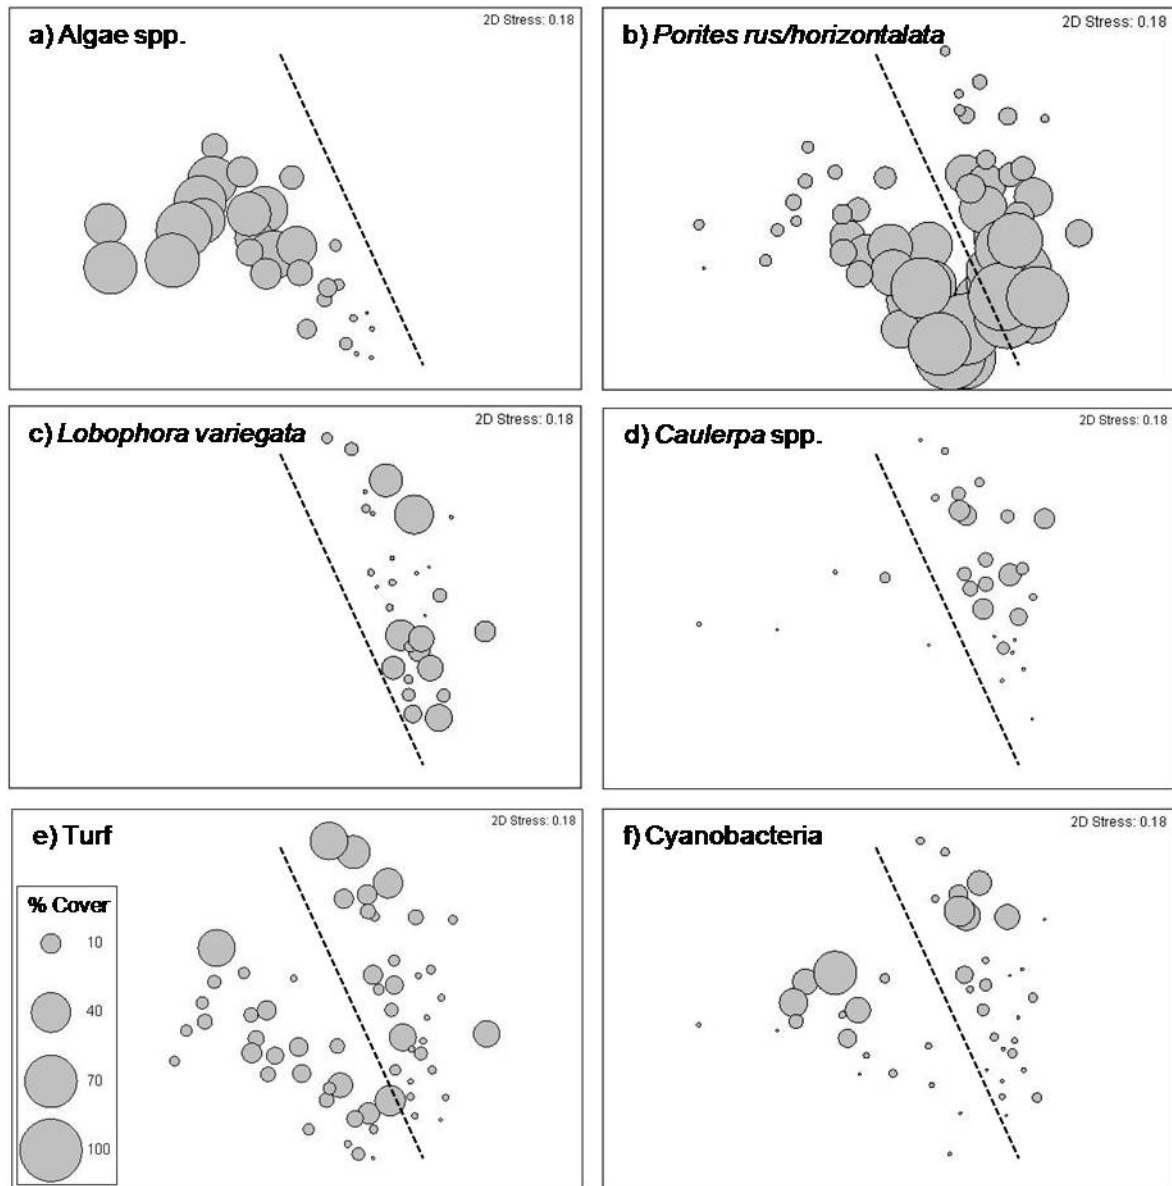 2D Stress: 0.18
a) Algae spp.
2D Stress: 0.18
b) Porites rus/horizontalata
2D Stress: 0.18
c) Lobophora variegata
2D Stress: 0.18
d) Caulerpa spp.
2D Stress: 0.18
e) Turf
% Cover
10
40
70
100
2D Stress: 0.18
f) Cyanobacteria